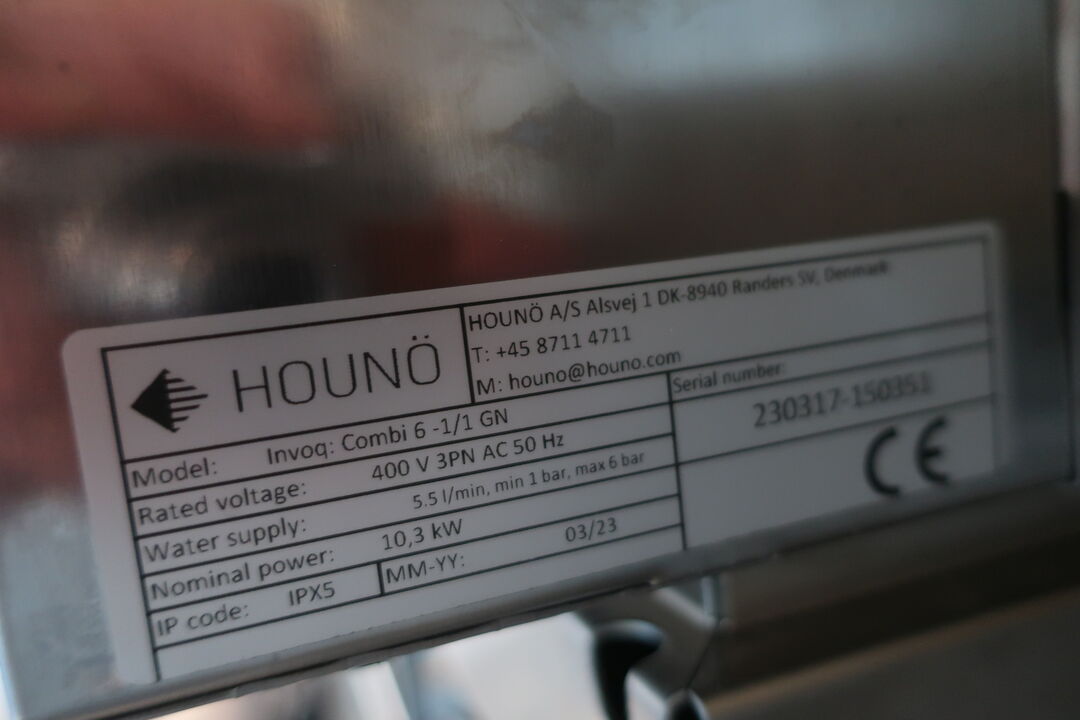 HOUNÖ
HOUNÖ A/S Alsvej 1 DK-8940 Randers SV, Denmark
T: +45 8711 4711
M: houno@houno.com
Model: Invoq: Combi 6 -1/1 GN
Rated voltage: 400 V 3PN AC 50 Hz
Water supply: 5.5 l/min, min 1 bar, max 6 bar
Nominal power: 10,3 kW
IP code: IPX5 MM-YY: 03/23
Serial number:
230317-150351
CE